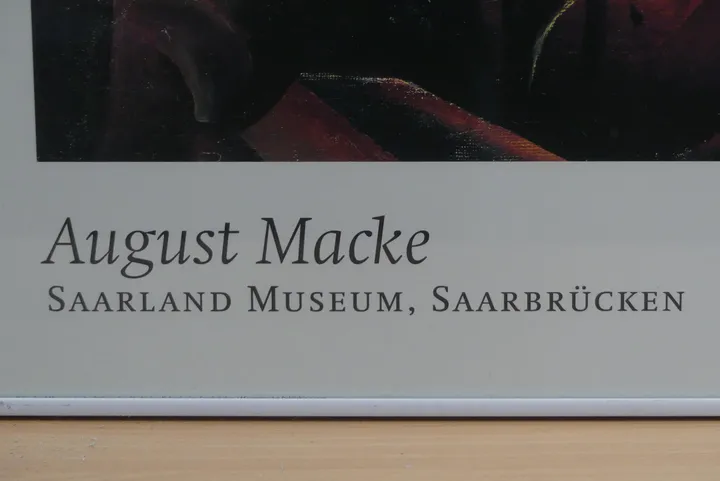 August Macke
Saarland Museum, Saarbrücken